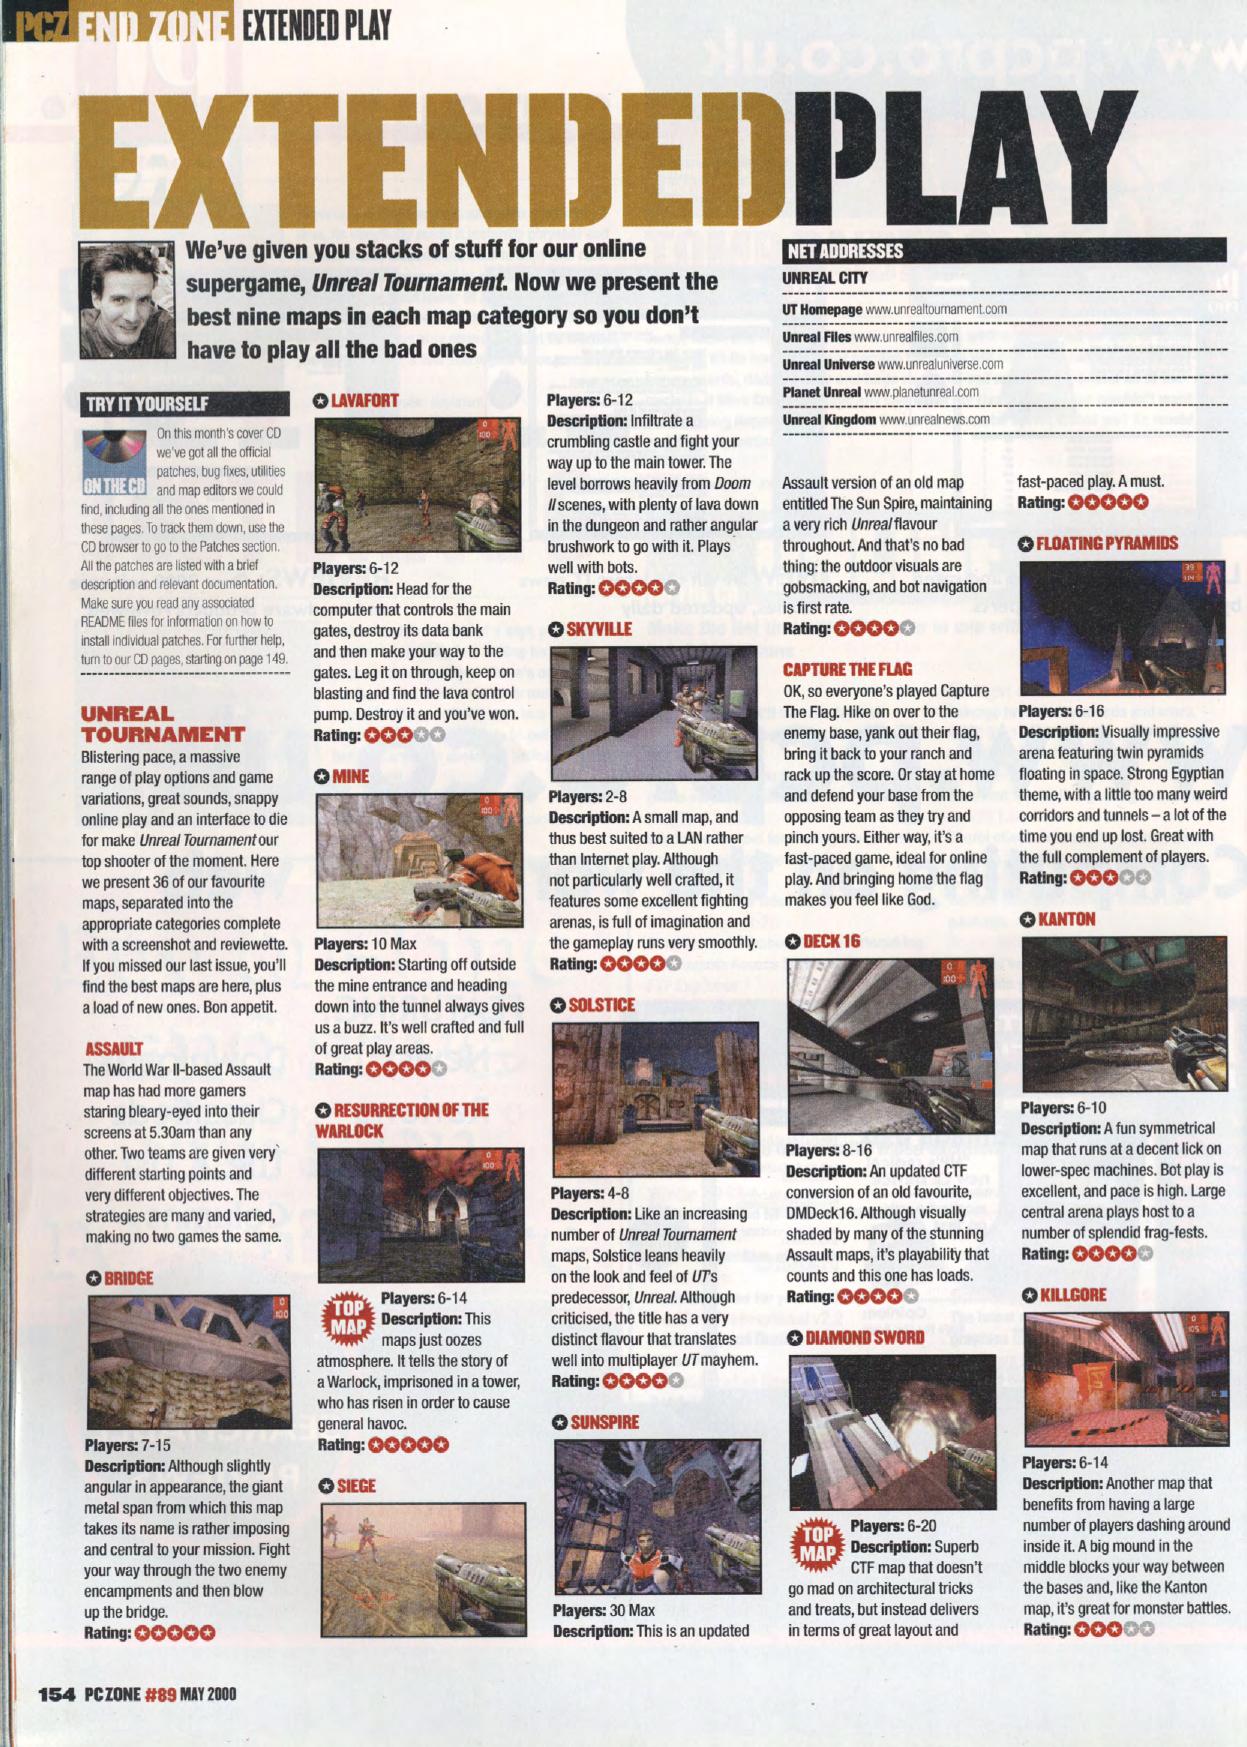 PCZ END ZONE EXTENDED PLAY
EXTENDEDPLAY
We've given you stacks of stuff for our online
supergame, Unreal Tournament. Now we present the
best nine maps in each map category so you don't
have to play all the bad ones
NET ADDRESSES
UNREAL CITY
UT Homepage www.unrealtournament.com
Unreal Files www.unrealfiles.com
Unreal Universe www.unrealuniverse.com
Planet Unreal www.planetunreal.com
Unreal Kingdom www.unrealnews.com
TRY IT YOURSELF
ON THE CD
On this month's cover CD
we've got all the official
patches, bug fixes, utilities
and map editors we could
find, including all the ones mentioned in
these pages. To track them down, use the
CD browser to go to the Patches section.
All the patches are listed with a brief
description and relevant documentation.
Make sure you read any associated
README files for information on how to
install individual patches. For further help,
turn to our CD pages, starting on page 149.
UNREAL
TOURNAMENT
Blistering pace, a massive
range of play options and game
variations, great sounds, snappy
online play and an interface to die
for make Unreal Tournament our
top shooter of the moment. Here
we present 36 of our favourite
maps, separated into the
appropriate categories complete
with a screenshot and reviewette.
If you missed our last issue, you'll
find the best maps are here, plus
a load of new ones. Bon appetit.
ASSAULT
The World War II-based Assault
map has had more gamers
staring bleary-eyed into their
screens at 5.30am than any
other. Two teams are given very
different starting points and
very different objectives. The
strategies are many and varied,
making no two games the same.
BRIDGE
Players: 7-15
Description: Although slightly
angular in appearance, the giant
metal span from which this map
takes its name is rather imposing
and central to your mission. Fight
your way through the two enemy
encampments and then blow
up the bridge.
Rating:
LAVAFORT
Players: 6-12
Description: Head for the
computer that controls the main
gates, destroy its data bank
and then make your way to the
gates. Leg it on through, keep on
blasting and find the lava control
pump. Destroy it and you've won.
Rating:
MINE
Players: 10 Max
Description: Starting off outside
the mine entrance and heading
down into the tunnel always gives
us a buzz. It's well crafted and full
of great play areas.
Rating:
RESURRECTION OF THE
WARLOCK
TOP
MAP
Players: 6-14
Description: This
maps just oozes
atmosphere. It tells the story of
a Warlock, imprisoned in a tower,
who has risen in order to cause
general havoc.
Rating:
SIEGE
Players: 6-12
Description: Infiltrate a
crumbling castle and fight your
way up to the main tower. The
level borrows heavily from Doom
II scenes, with plenty of lava down
in the dungeon and rather angular
brushwork to go with it. Plays
well with bots.
Rating:
SKYVILLE
Players: 2-8
Description: A small map, and
thus best suited to a LAN rather
than Internet play. Although
not particularly well crafted, it
features some excellent fighting
arenas, is full of imagination and
the gameplay runs very smoothly.
Rating:
SOLSTICE
Players: 4-8
Description: Like an increasing
number of Unreal Tournament
maps, Solstice leans heavily
on the look and feel of UT's
predecessor, Unreal. Although
criticised, the title has a very
distinct flavour that translates
well into multiplayer UT mayhem.
Rating:
SUNSPIRE
Players: 30 Max
Description: This is an updated
Assault version of an old map
entitled The Sun Spire, maintaining
a very rich Unreal flavour
throughout. And that's no bad
thing: the outdoor visuals are
gobsmacking, and bot navigation
is first rate.
Rating:
CAPTURE THE FLAG
OK, so everyone's played Capture
The Flag. Hike on over to the
enemy base, yank out their flag,
bring it back to your ranch and
rack up the score. Or stay at home
and defend your base from the
opposing team as they try and
pinch yours. Either way, it's a
fast-paced game, ideal for online
play. And bringing home the flag
makes you feel like God.
DECK 16
Players: 8-16
Description: An updated CTF
conversion of an old favourite,
DMDeck16. Although visually
shaded by many of the stunning
Assault maps, it's playability that
counts and this one has loads.
Rating:
DIAMOND SWORD
TOP
MAP
Players: 6-20
Description: Superb
CTF map that doesn't
go mad on architectural tricks
and treats, but instead delivers
in terms of great layout and
fast-paced play. A must.
Rating:
FLOATING PYRAMIDS
Players: 6-16
Description: Visually impressive
arena featuring twin pyramids
floating in space. Strong Egyptian
theme, with a little too many weird
corridors and tunnels – a lot of the
time you end up lost. Great with
the full complement of players.
Rating:
KANTON
Players: 6-10
Description: A fun symmetrical
map that runs at a decent lick on
lower-spec machines. Bot play is
excellent, and pace is high. Large
central arena plays host to a
number of splendid frag-fests.
Rating:
KILLGORE
Players: 6-14
Description: Another map that
benefits from having a large
number of players dashing around
inside it. A big mound in the
middle blocks your way between
the bases and, like the Kanton
map, it's great for monster battles.
Rating:
154 PCZONE #89 MAY 2000